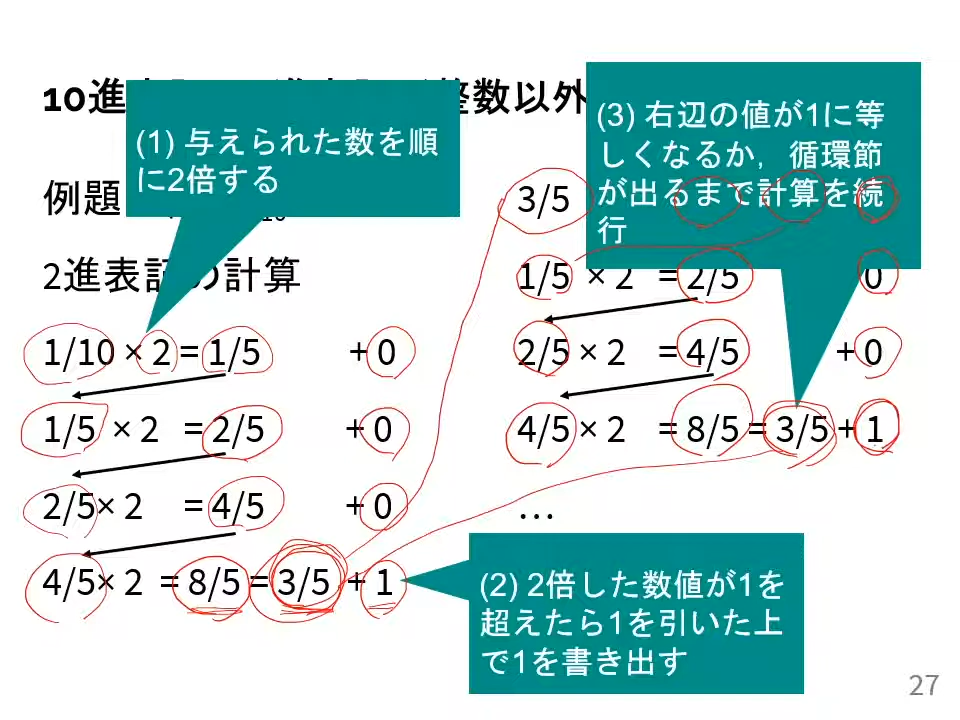 10進
整数以外
(1) 与えられた数を順
に2倍する
(3) 右辺の値が1に等
しくなるか，循環節
が出るまで計算を続
行
例題
2進表記の計算
1/10 × 2 = 1/5 + 0
1/5 × 2 = 2/5 + 0
2/5× 2 = 4/5 + 0
4/5× 2 = 8/5 = 3/5 + 1
3/5
1/5 × 2 = 2/5 0
2/5 × 2 = 4/5 + 0
4/5 × 2 = 8/5 = 3/5 + 1
…
(2) 2倍した数値が1を
超えたら1を引いた上
で1を書き出す
27